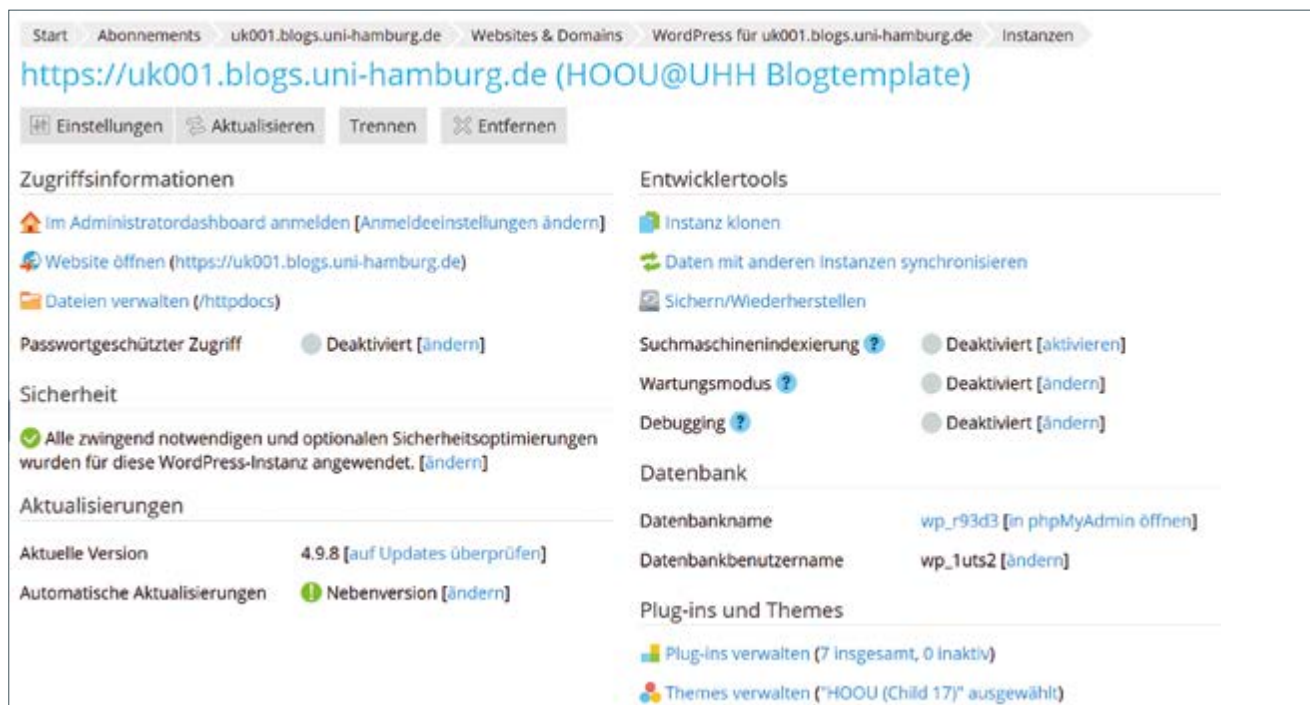 Start Abonnements uk001.blogs.uni-hamburg.de Websites & Domains WordPress für uk001.blogs.uni-hamburg.de Instanzen
https://uk001.blogs.uni-hamburg.de (HOOU@UHH Blogtemplate)
Einstellungen Aktualisieren Trennen Entfernen
Zugriffsinformationen
Im Administratordashboard anmelden [Anmeldeeinstellungen ändern]
Website öffnen (https://uk001.blogs.uni-hamburg.de)
Dateien verwalten (/httpdocs)
Passwortgeschützter Zugriff Deaktiviert [ändern]
Sicherheit
Alle zwingend notwendigen und optionalen Sicherheitsoptimierungen
wurden für diese WordPress-Instanz angewendet. [ändern]
Aktualisierungen
Aktuelle Version 4.9.8 [auf Updates überprüfen]
Automatische Aktualisierungen Nebenversion [ändern]
Entwicklertools
Instanz klonen
Daten mit anderen Instanzen synchronisieren
Sichern/Wiederherstellen
Suchmaschinenindexierung ? Deaktiviert [aktivieren]
Wartungsmodus ? Deaktiviert [ändern]
Debugging ? Deaktiviert [ändern]
Datenbank
Datenbankname wp_r93d3 [in phpMyAdmin öffnen]
Datenbankbenutzername wp_1uts2 [ändern]
Plug-ins und Themes
Plug-ins verwalten (7 insgesamt, 0 inaktiv)
Themes verwalten ("HOOU (Child 17)" ausgewählt)